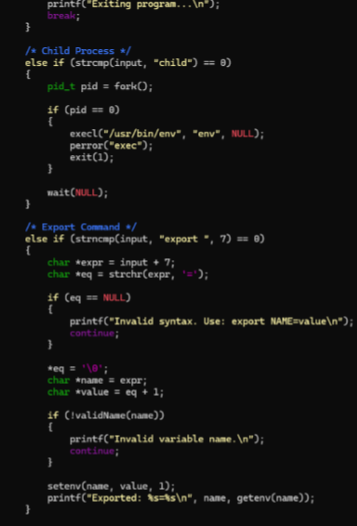 printf("Exiting program...\n");
break;
}
/* Child Process */
else if (strcmp(input, "child") == 0)
{
pid_t pid = fork();
if (pid == 0)
{
execl("/usr/bin/env", "env", NULL);
perror("exec");
exit(1);
}
wait(NULL);
}
/* Export Command */
else if (strncmp(input, "export ", 7) == 0)
{
char *expr = input + 7;
char *eq = strchr(expr, '=');
if (eq == NULL)
{
printf("Invalid syntax. Use: export NAME=value\n");
continue;
}
*eq = '\0';
char *name = expr;
char *value = eq + 1;
if (!validName(name))
{
printf("Invalid variable name.\n");
continue;
}
setenv(name, value, 1);
printf("Exported: %s=%s\n", name, getenv(name));
}